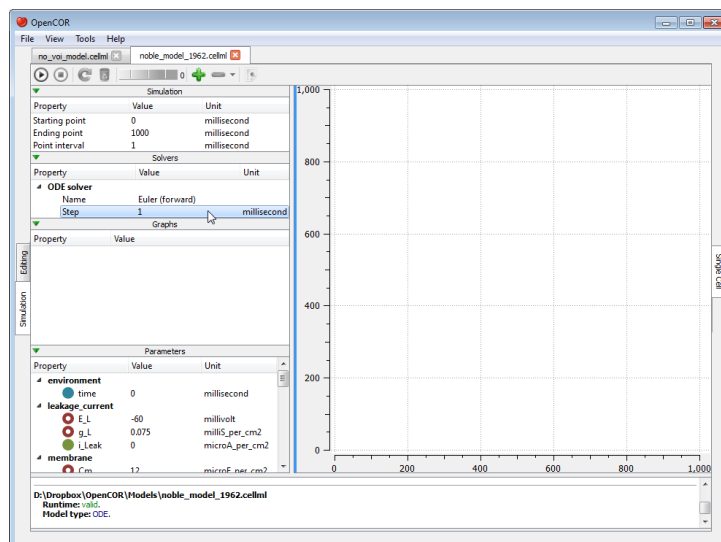 OpenCOR
File View Tools Help
no_voi_model.cellml noble_model_1962.cellml
0
Simulation
Property Value Unit
Starting point 0 millisecond
Ending point 1000 millisecond
Point interval 1 millisecond
Solvers
Property Value Unit
ODE solver
Name Euler (forward)
Step 1 millisecond
Graphs
Property Value
Editing
Simulation
Parameters
Property Value Unit
environment
time 0 millisecond
leakage_current
E_L -60 millivolt
g_L 0,075 milliS_per_cm2
i_Leak 0 microA_per_cm2
membrane
Cm 12 microF_per_cm2
1,000
800
600
400
200
0
0 200 400 600 800 1,000
Single Cell
D:\Dropbox\OpenCOR\Models\noble_model_1962.cellml
Runtime: valid.
Model type: ODE.